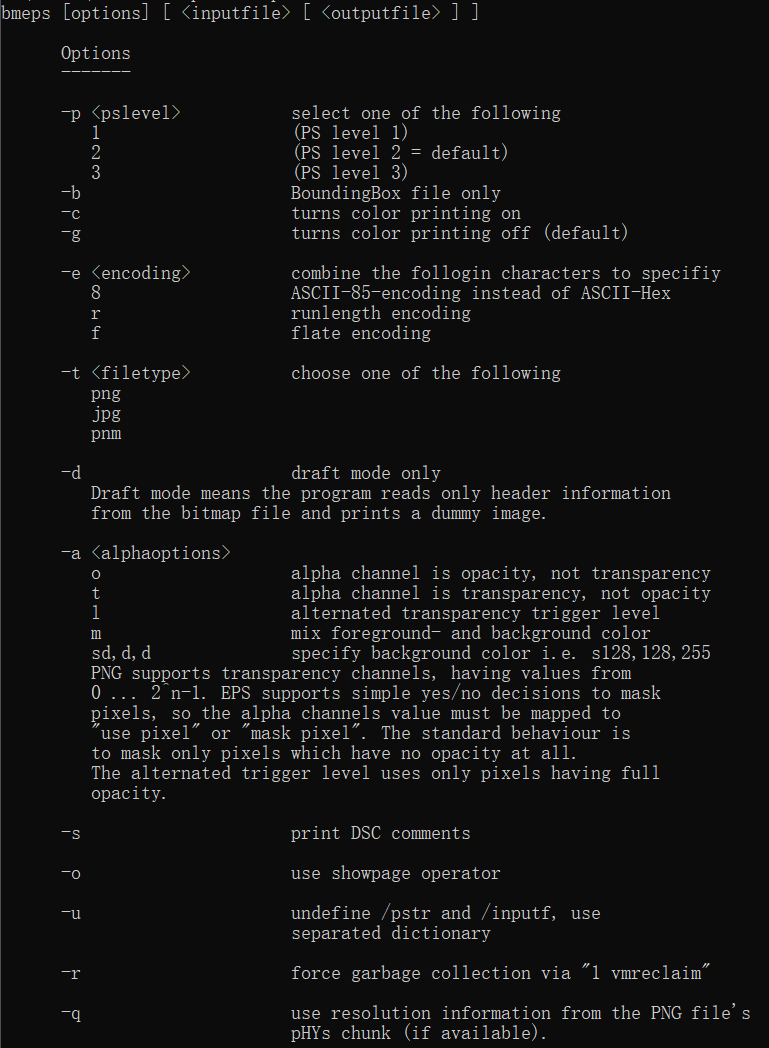 bmeps [options] [ <inputfile> [ <outputfile> ] ]
Options
-------
-p <pslevel> select one of the following
1 (PS level 1)
2 (PS level 2 = default)
3 (PS level 3)
-b BoundingBox file only
-c turns color printing on
-g turns color printing off (default)
-e <encoding> combine the follogin characters to specifiy
8 ASCII-85-encoding instead of ASCII-Hex
r runlength encoding
f flate encoding
-t <filetype> choose one of the following
png
jpg
pnm
-d draft mode only
Draft mode means the program reads only header information
from the bitmap file and prints a dummy image.
-a <alphaoptions>
o alpha channel is opacity, not transparency
t alpha channel is transparency, not opacity
l alternated transparency trigger level
m mix foreground- and background color
sd,d,d specify background color i.e. s128,128,255
PNG supports transparency channels, having values from
0 ... 2^n-1. EPS supports simple yes/no decisions to mask
pixels, so the alpha channels value must be mapped to
"use pixel" or "mask pixel". The standard behaviour is
to mask only pixels which have no opacity at all.
The alternated trigger level uses only pixels having full
opacity.
-s print DSC comments
-o use showpage operator
-u undefine /pstr and /inputf, use
separated dictionary
-r force garbage collection via "1 vmreclaim"
-q use resolution information from the PNG file's
pHYs chunk (if available).